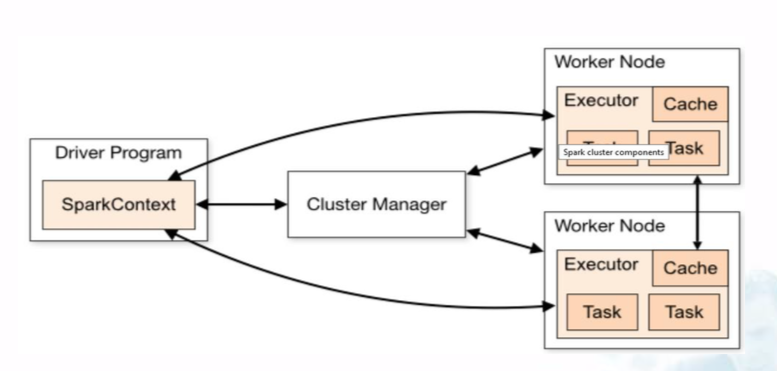 Worker Node
Executor
Cache
Task
Spark cluster components
Driver Program
SparkContext
Cluster Manager
Worker Node
Executor
Cache
Task
Task